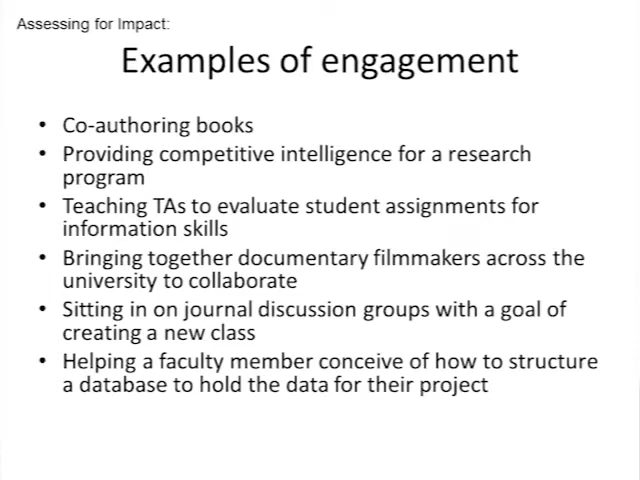 Assessing for Impact:
Examples of engagement
• Co-authoring books
• Providing competitive intelligence for a research
program
• Teaching TAs to evaluate student assignments for
information skills
• Bringing together documentary filmmakers across the
university to collaborate
• Sitting in on journal discussion groups with a goal of
creating a new class
• Helping a faculty member conceive of how to structure
a database to hold the data for their project